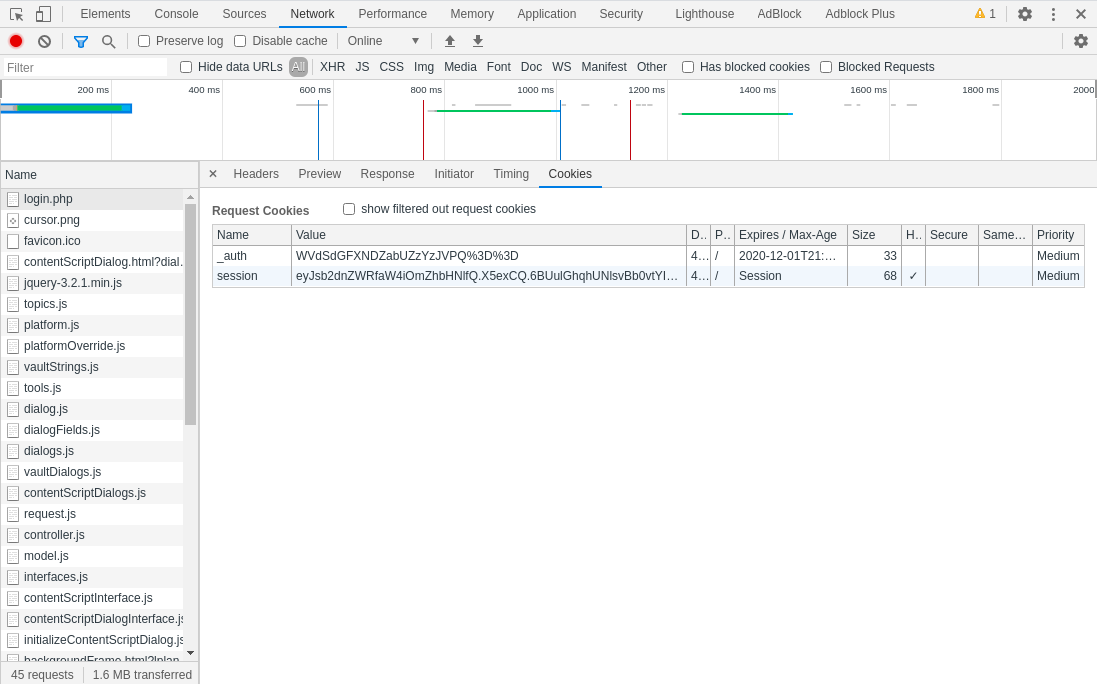 Elements Console Sources Network Performance Memory Application Security Lighthouse AdBlock Adblock Plus 1
Preserve log Disable cache Online
Filter Hide data URLs All XHR JS CSS Img Media Font Doc WS Manifest Other Has blocked cookies Blocked Requests
200 ms 400 ms 600 ms 800 ms 1000 ms 1200 ms 1400 ms 1600 ms 1800 ms 2000
Name
login.php
cursor.png
favicon.ico
contentScriptDialog.html?dial…
jquery-3.2.1.min.js
topics.js
platform.js
platformOverride.js
vaultStrings.js
tools.js
dialog.js
dialogFields.js
dialogs.js
vaultDialogs.js
contentScriptDialogs.js
request.js
controller.js
model.js
interfaces.js
contentScriptInterface.js
contentScriptDialogInterface.js
initializeContentScriptDialog.js
45 requests 1.6 MB transferred
× Headers Preview Response Initiator Timing Cookies
Request Cookies show filtered out request cookies
Name Value D.. P.. Expires / Max-Age Size H.. Secure Same… Priority
_auth WVdSdGFXNDZabUZzYzJVPQ%3D%3D 4… / 2020-12-01T21:… 33 Medium
session eyJsb2dnZWRfaW4iOmZhbHNlfQ.X5exCQ.6BUulGhqhUNlsvBb0vtYI… 4… / Session 68 ✓ Medium